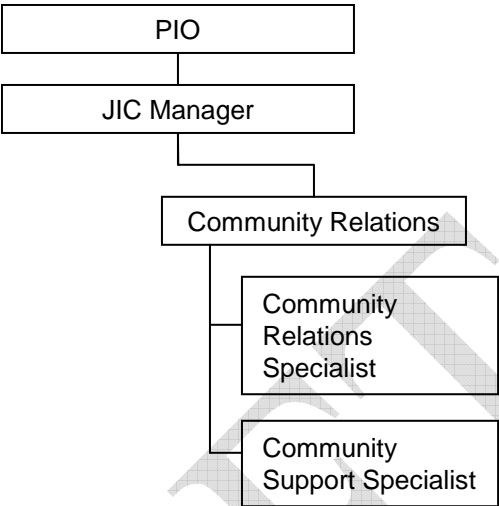 PIO
JIC Manager
Community Relations
Community
Relations
Specialist
Community
Support Specialist